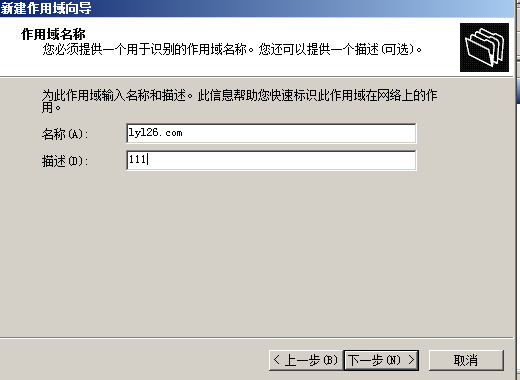 新建作用域向导
作用域名称
您必须提供一个用于识别的作用域名称。您还可以提供一个描述(可选)。
为此作用域输入名称和描述。此信息帮助您快速标识此作用域在网络上的作
用。
名称(A): lyl26.com
描述(D): 111
< 上一步(B) 下一步(N) > 取消